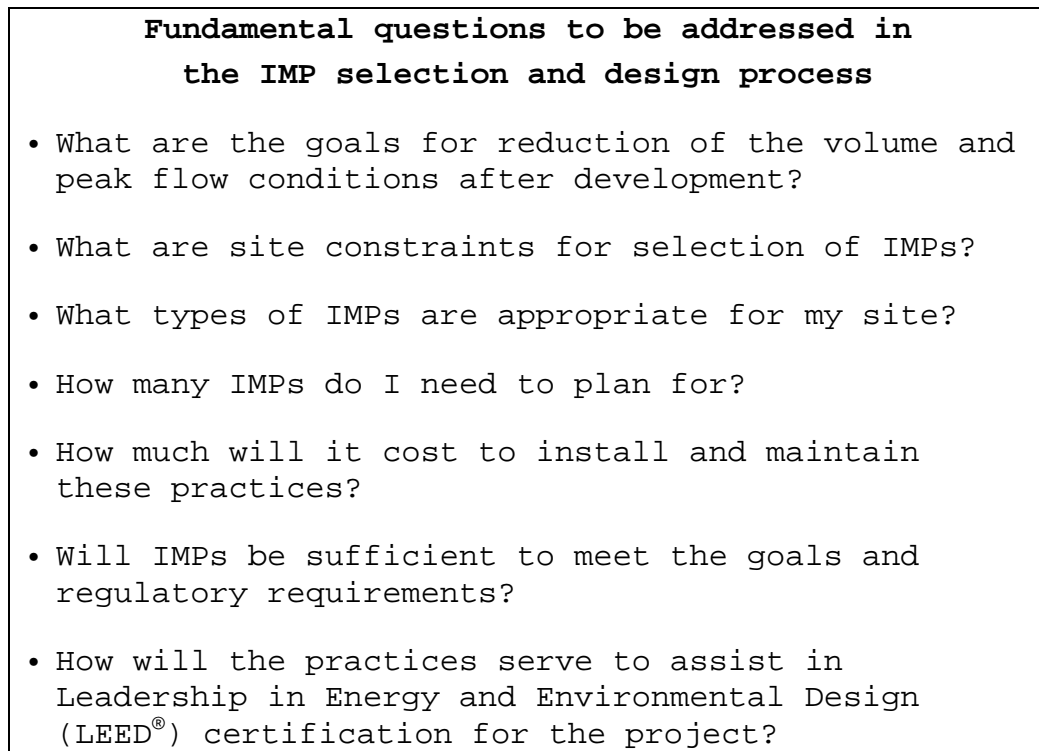 Fundamental questions to be addressed in
the IMP selection and design process
• What are the goals for reduction of the volume and
peak flow conditions after development?
• What are site constraints for selection of IMPs?
• What types of IMPs are appropriate for my site?
• How many IMPs do I need to plan for?
• How much will it cost to install and maintain
these practices?
• Will IMPs be sufficient to meet the goals and
regulatory requirements?
• How will the practices serve to assist in
Leadership in Energy and Environmental Design
(LEED®) certification for the project?